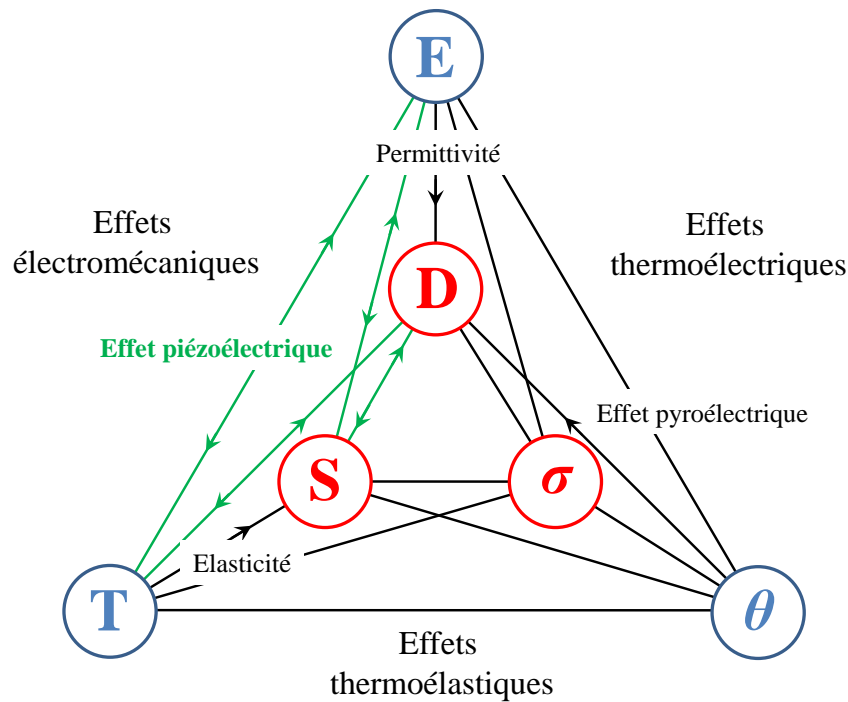 E
Permittivité
Effets
électromécaniques
Effets
thermoélectriques
D
Effet piézoélectrique
Effet pyroélectrique
S
σ
Elasticité
T
θ
Effets
thermoélastiques